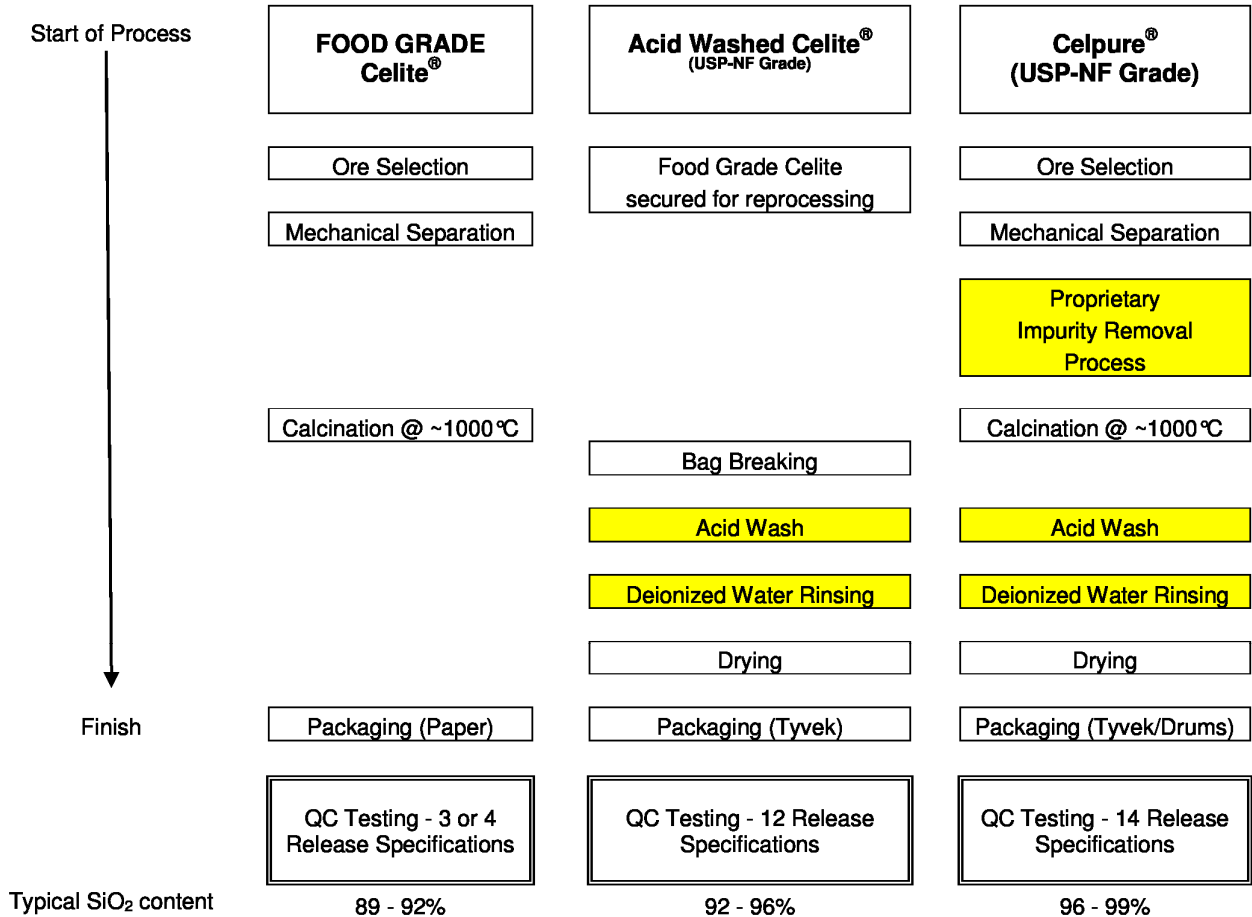 Start of Process
FOOD GRADE
Celite®
Acid Washed Celite®
(USP-NF Grade)
Celpure®
(USP-NF Grade)
Ore Selection
Food Grade Celite
secured for reprocessing
Ore Selection
Mechanical Separation
Mechanical Separation
Proprietary
Impurity Removal
Process
Calcination @ ~1000°C
Calcination @ ~1000°C
Bag Breaking
Acid Wash
Acid Wash
Deionized Water Rinsing
Deionized Water Rinsing
Drying
Drying
Finish
Packaging (Paper)
Packaging (Tyvek)
Packaging (Tyvek/Drums)
QC Testing - 3 or 4
Release Specifications
QC Testing - 12 Release
Specifications
QC Testing - 14 Release
Specifications
Typical SiO₂ content
89 - 92%
92 - 96%
96 - 99%